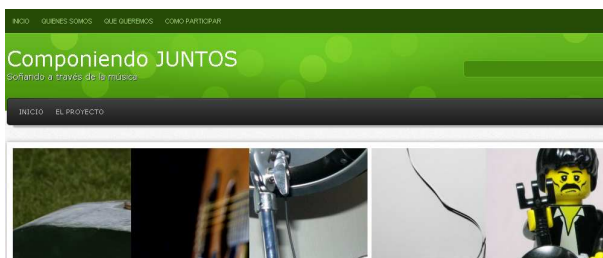 INICIO QUIENES SOMOS QUE QUEREMOS COMO PARTICIPAR
Componiendo JUNTOS
Soñando a través de la música
INICIO EL PROYECTO